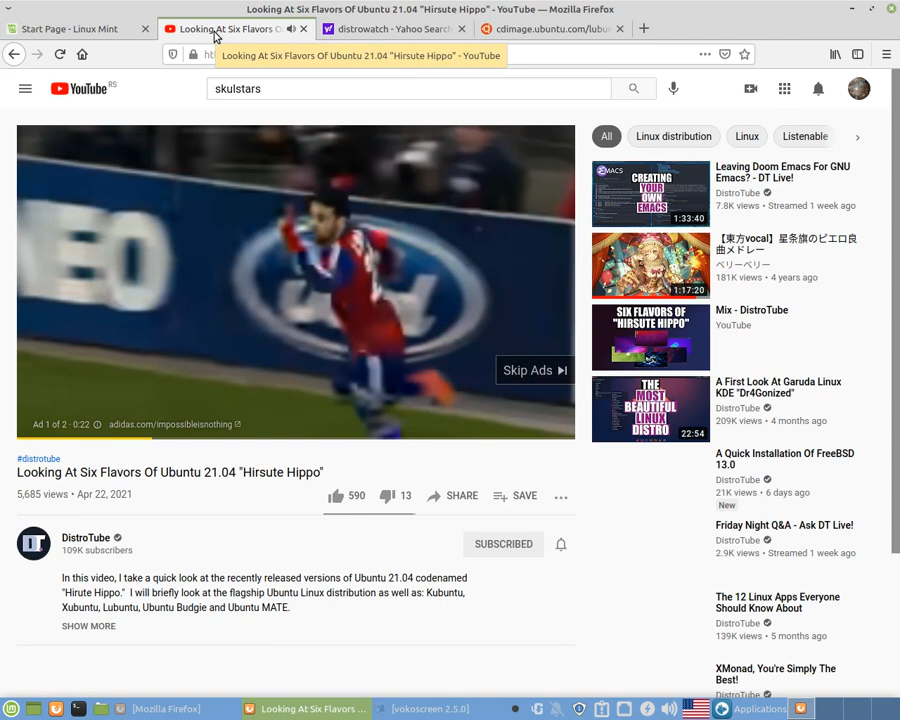 Looking At Six Flavors Of Ubuntu 21.04 "Hirsute Hippo" — Mozilla Firefox
Start Page - Linux Mint
Looking At Six Flavors O
distrowatch - Yahoo Searc
cdimage.ubuntu.com/lubu
Looking At Six Flavors Of Ubuntu 21.04 "Hirsute Hippo" - YouTube
YouTube RS
skulstars
All
Linux distribution
Linux
Listenable
Skip Ads
Ad 1 of 2 · 0:22
adidas.com/impossibleisnothing
#distrotube
Looking At Six Flavors Of Ubuntu 21.04 "Hirsute Hippo"
5,685 views • Apr 22, 2021
590
13
SHARE
SAVE
DistroTube
109K subscribers
SUBSCRIBED
In this video, I take a quick look at the recently released versions of Ubuntu 21.04 codenamed
"Hirute Hippo." I will briefly look at the flagship Ubuntu Linux distribution as well as: Kubuntu,
Xubuntu, Lubuntu, Ubuntu Budgie and Ubuntu MATE.
SHOW MORE
EMACS
CREATING
YOUR
OWN
EMACS
1:33:40
Leaving Doom Emacs For GNU
Emacs? - DT Live!
DistroTube
7.8K views • Streamed 1 week ago
1:17:20
【東方vocal】星条旗のピエロ良
曲メドレー
ベリーベリー
181K views • 4 years ago
SIX FLAVORS OF
"HIRSUTE HIPPO"
Mix - DistroTube
YouTube
THE
MOST
BEAUTIFUL
LINUX
DISTRO
22:54
A First Look At Garuda Linux
KDE "Dr4Gonized"
DistroTube
209K views • 4 months ago
A Quick Installation Of FreeBSD
13.0
DistroTube
21K views • 6 days ago
New
Friday Night Q&A - Ask DT Live!
DistroTube
2.9K views • Streamed 1 week ago
The 12 Linux Apps Everyone
Should Know About
DistroTube
139K views • 5 months ago
XMonad, You're Simply The
Best!
DistroTube
[Mozilla Firefox]
Looking At Six Flavors ...
[vokoscreen 2.5.0]
Applications